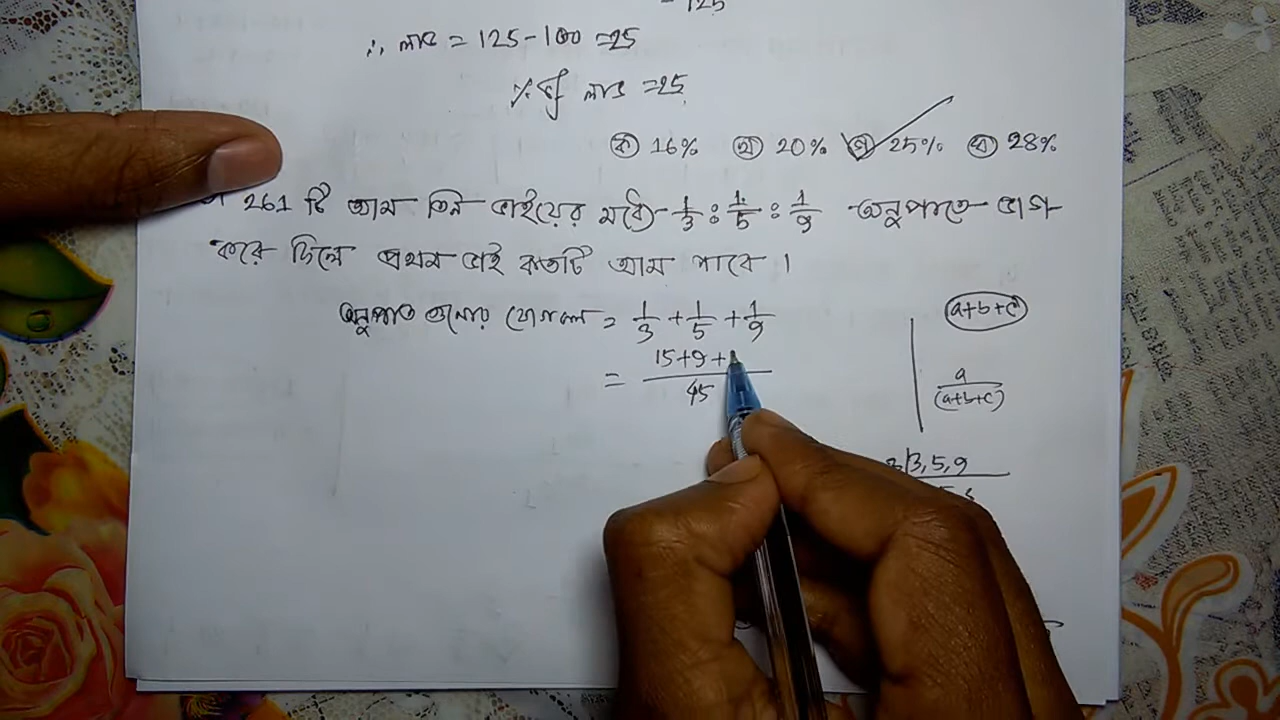 = 125
∴ লাভ = 125 - 100 = 25
% এ লাভ = 25
ক 16% খ 20% গ 25% ঘ 28%
261 টি আম তিন ভাইয়ের মধ্যে 1/3 : 1/5 : 1/9 অনুপাতে ভাগ
করে দিলে প্রথম ভাই কতটি আম পাবে ।
অনুপাত গুলোর যোগফল = 1/3 + 1/5 + 1/9
= 15+9+ / 45
a+b+c
a / (a+b+c)
3, 5, 9